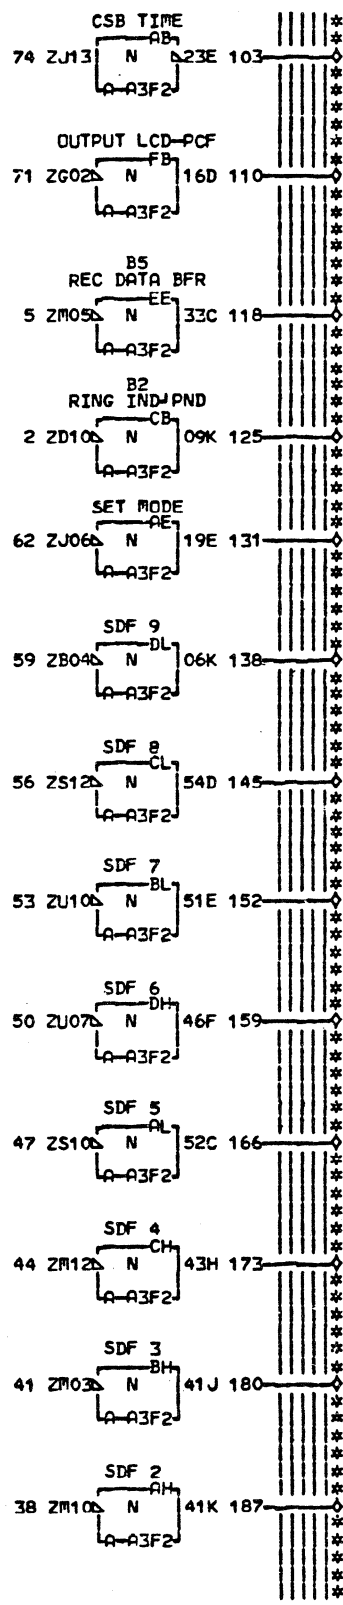 CSB TIME
AB
74 ZJ13 N 23E 103
A-A3F2
OUTPUT LCD-PCF
FB
71 ZG02 N 16D 110
A-A3F2
B5
REC DATA BFR
EE
5 ZM05 N 33C 118
A-A3F2
B2
RING IND PND
CB
2 ZD10 N 09K 125
A-A3F2
SET MODE
AE
62 ZJ06 N 19E 131
A-A3F2
SDF 9
DL
59 ZB04 N 06K 138
A-A3F2
SDF 8
CL
56 ZS12 N 54D 145
A-A3F2
SDF 7
BL
53 ZU10 N 51E 152
A-A3F2
SDF 6
DH
50 ZU07 N 46F 159
A-A3F2
SDF 5
AL
47 ZS10 N 52C 166
A-A3F2
SDF 4
CH
44 ZM12 N 43H 173
A-A3F2
SDF 3
BH
41 ZM03 N 41J 180
A-A3F2
SDF 2
AH
38 ZM10 N 41K 187
A-A3F2